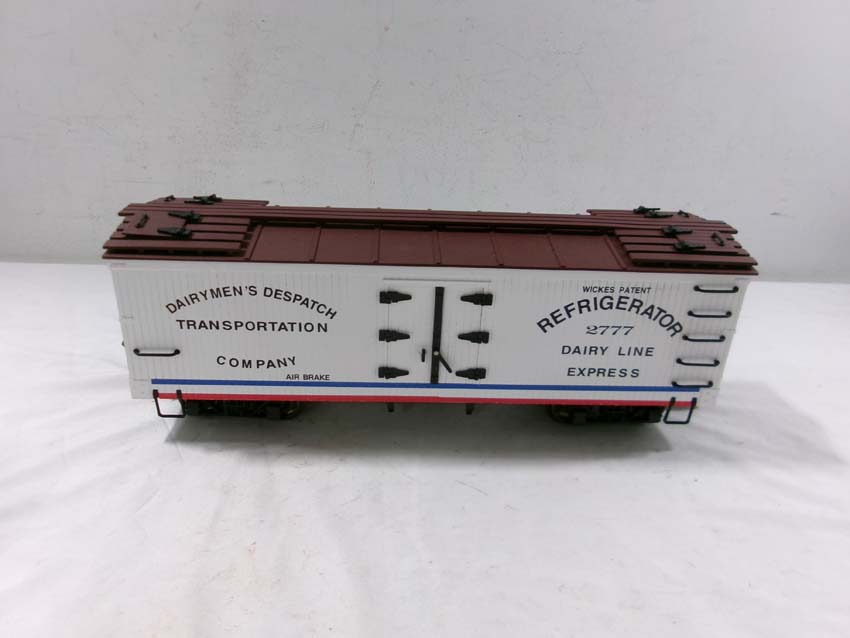 DAIRYMEN'S DESPATCH
TRANSPORTATION
COMPANY
AIR BRAKE
WICKES PATENT
REFRIGERATOR
2777
DAIRY LINE
EXPRESS